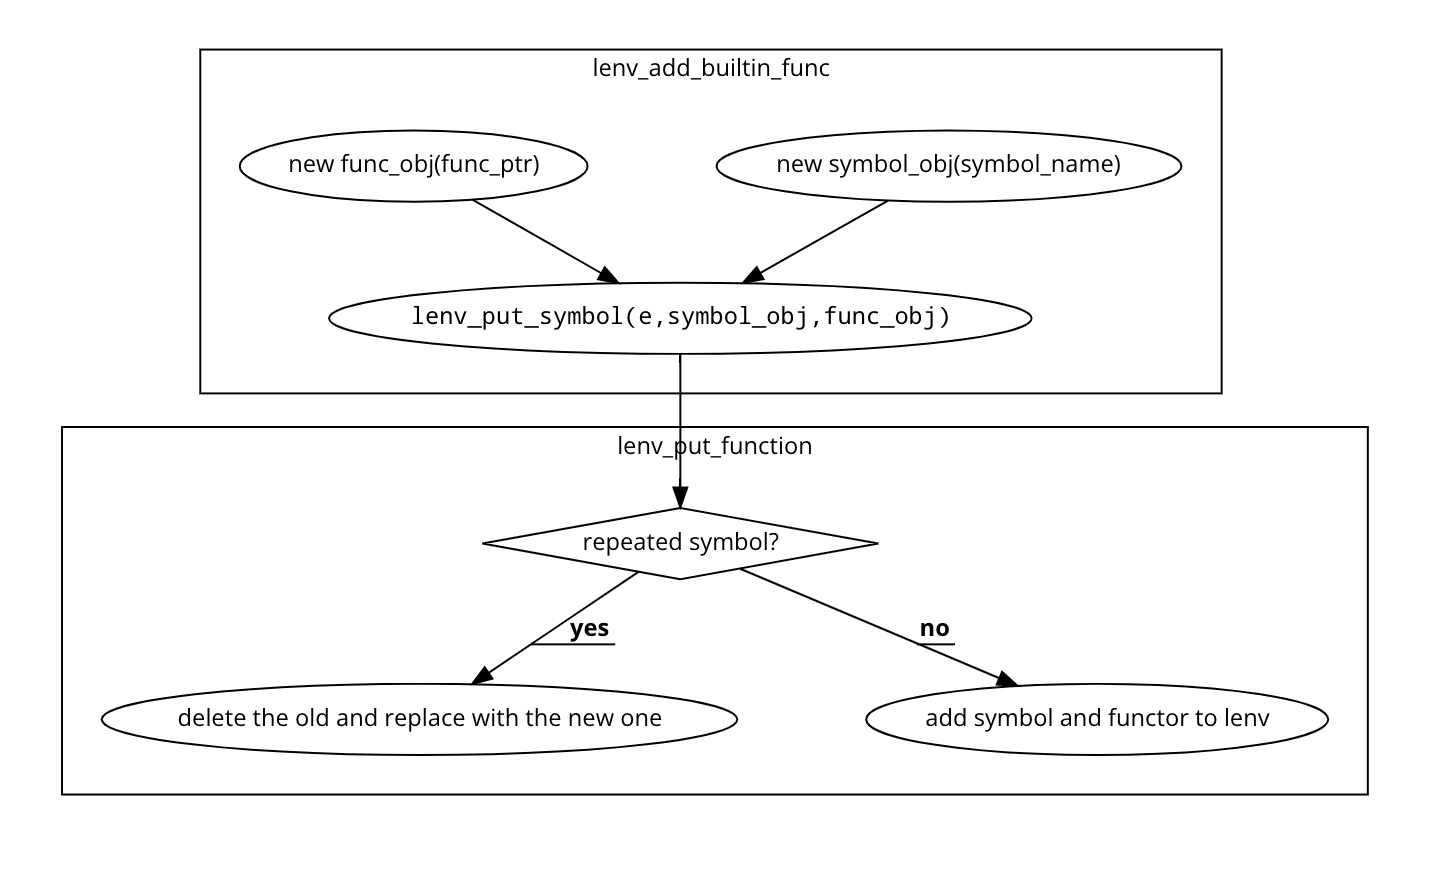 lenv_add_builtin_func
new func_obj(func_ptr)
new symbol_obj(symbol_name)
lenv_put_symbol(e,symbol_obj,func_obj)
lenv_put_function
repeated symbol?
yes
no
delete the old and replace with the new one
add symbol and functor to lenv